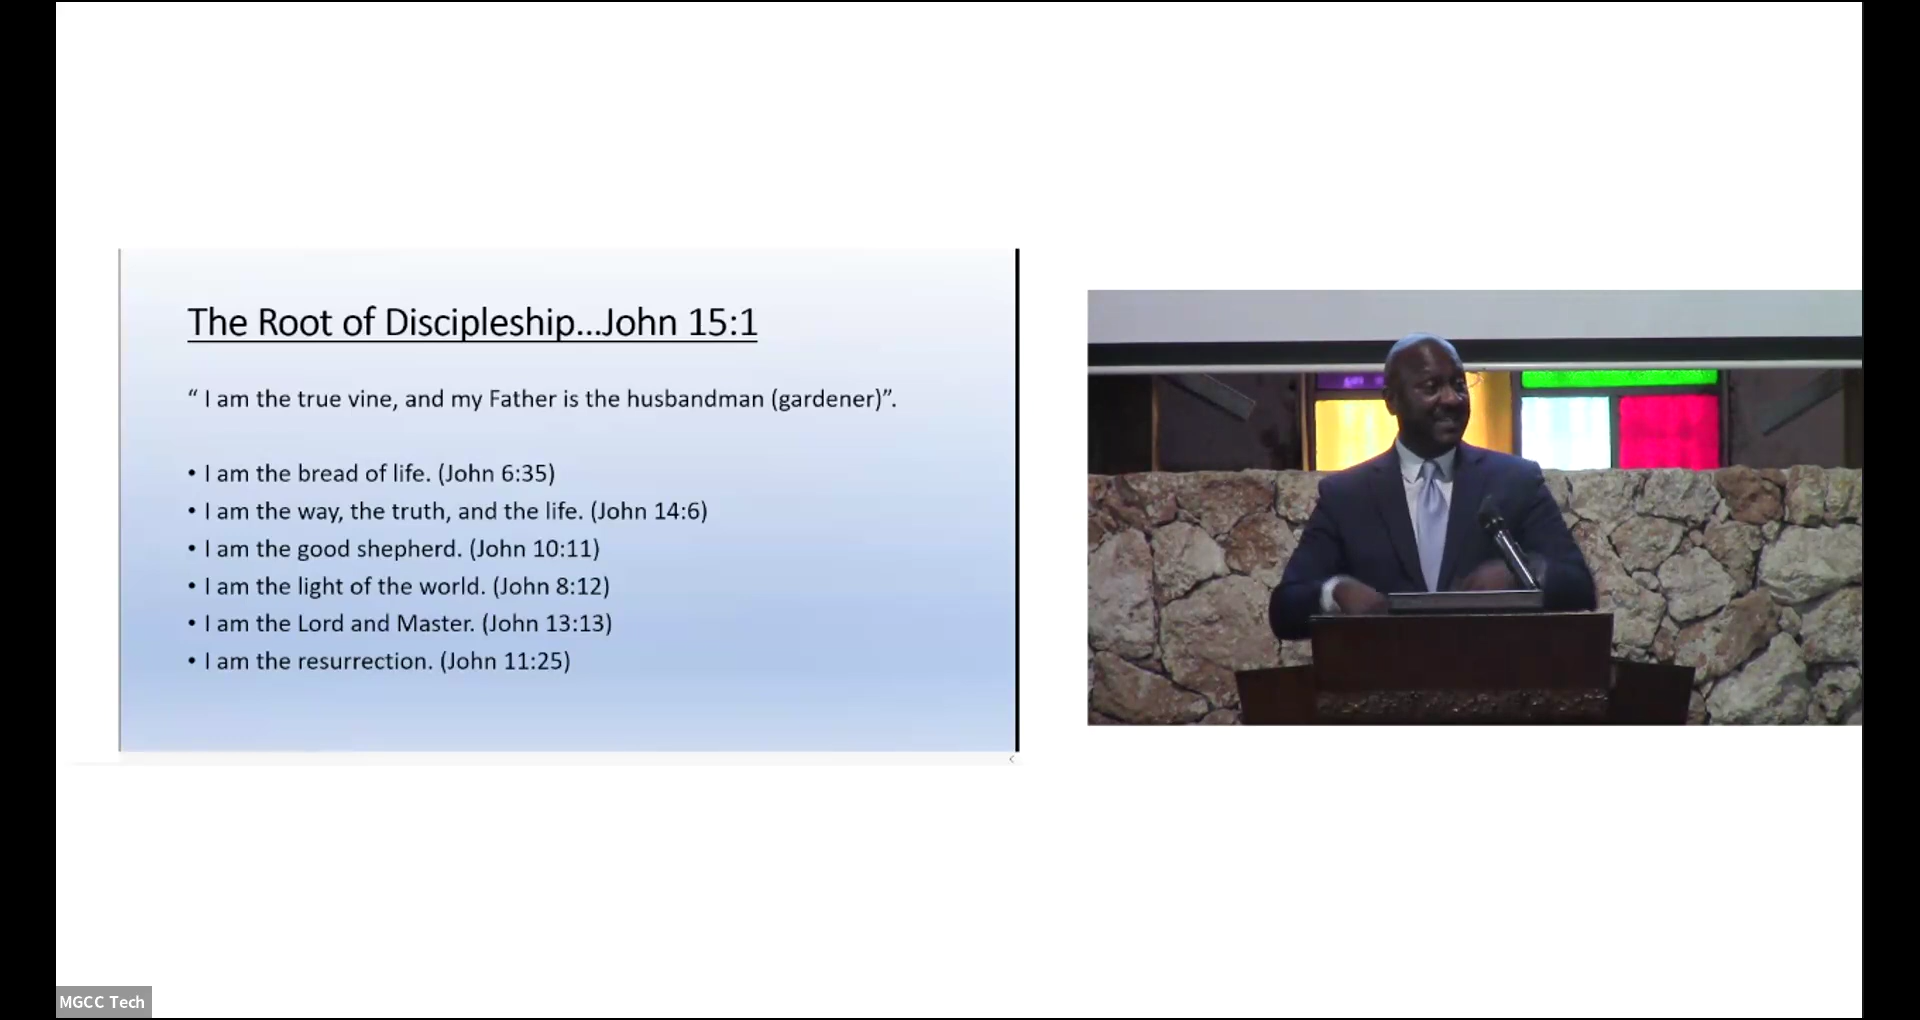 The Root of Discipleship...John 15:1
“ I am the true vine, and my Father is the husbandman (gardener)”.
• I am the bread of life. (John 6:35)
• I am the way, the truth, and the life. (John 14:6)
• I am the good shepherd. (John 10:11)
• I am the light of the world. (John 8:12)
• I am the Lord and Master. (John 13:13)
• I am the resurrection. (John 11:25)
MGCC Tech